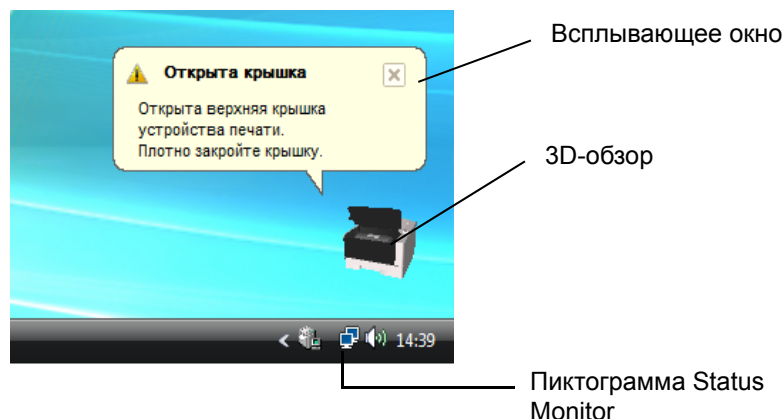 Всплывающее окно
Открыта крышка
Открыта верхняя крышка
устройства печати.
Плотно закройте крышку.
3D-обзор
14:39
Пиктограмма Status
Monitor